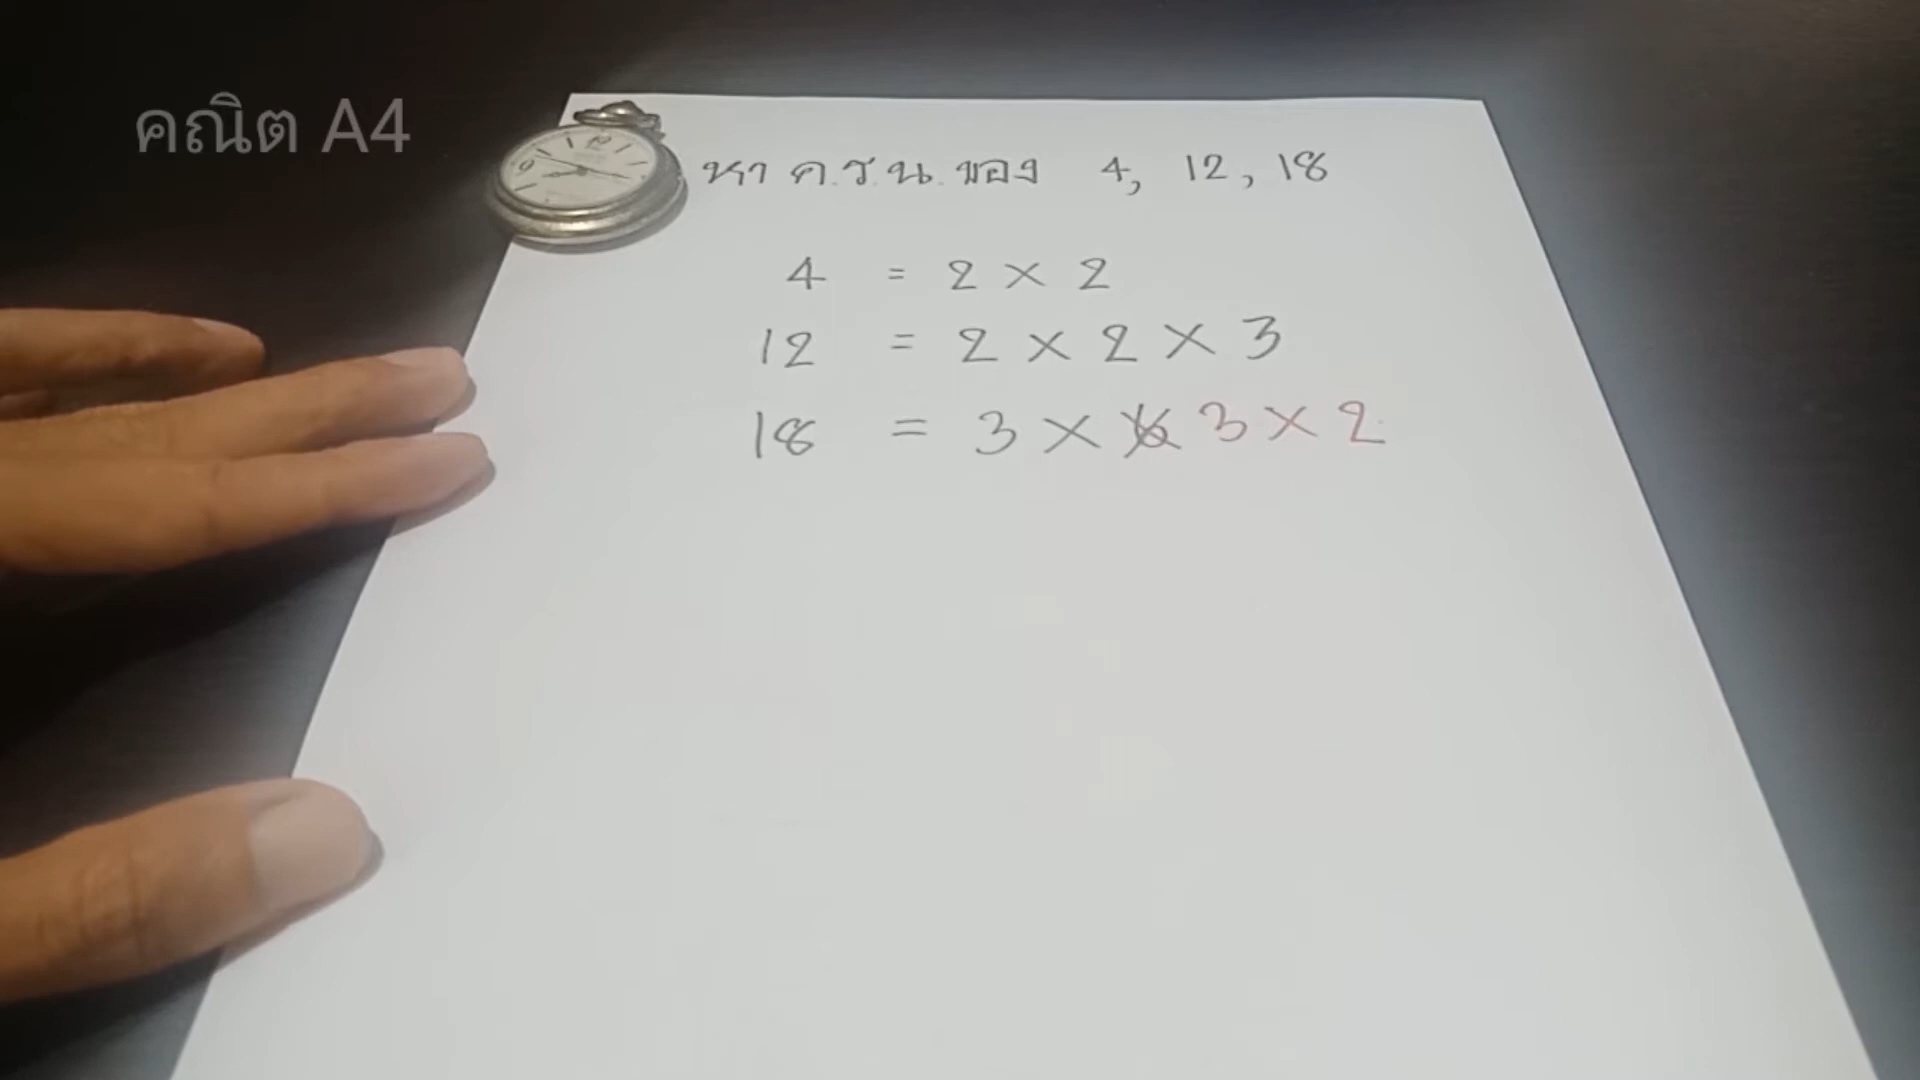 คณิต A4
หา ค.ร.น. ของ 4, 12, 18
4 = 2 × 2
12 = 2 × 2 × 3
18 = 3 × 6 3 × 2